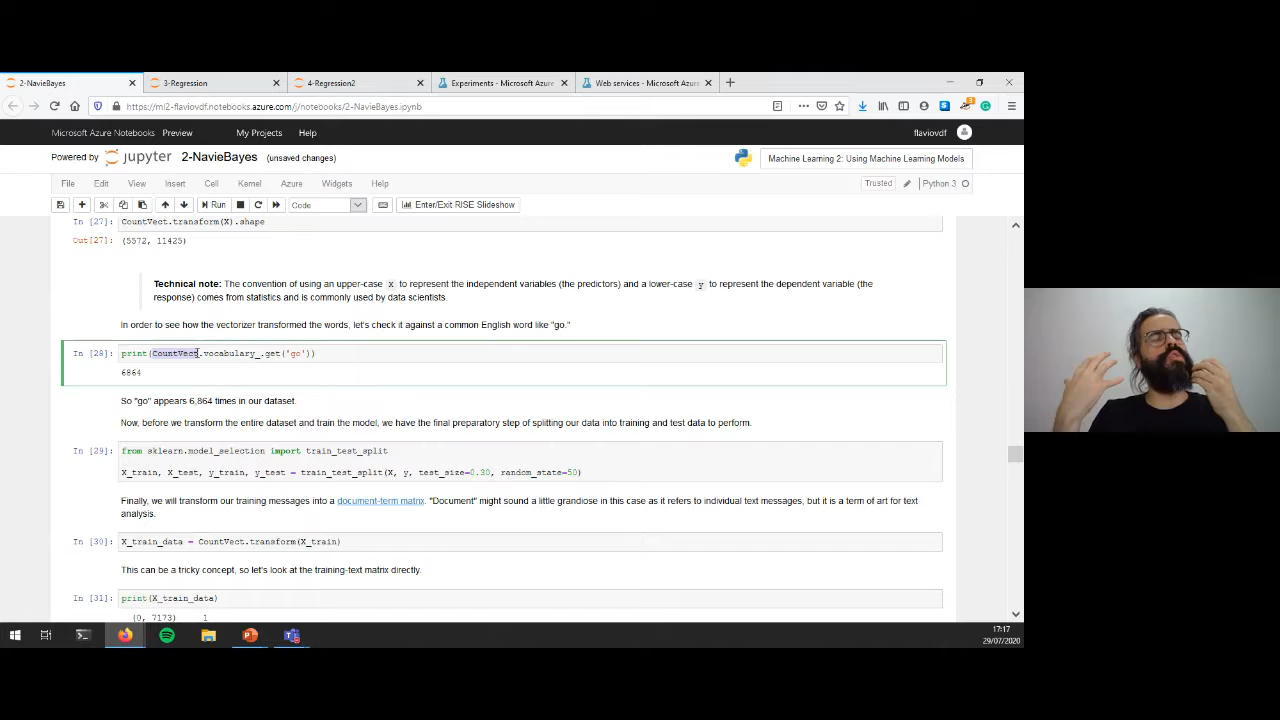 2-NavieBayes
3-Regression
4-Regression2
Experiments - Microsoft Azure
Web services - Microsoft Azure
https://ml2-flaviovdf.notebooks.azure.com/j/notebooks/2-NavieBayes.ipynb
3
Microsoft Azure Notebooks Preview My Projects Help flaviovdf
Powered by jupyter 2-NavieBayes (unsaved changes) Machine Learning 2: Using Machine Learning Models
File Edit View Insert Cell Kernel Azure Widgets Help Trusted Python 3
Run Code Enter/Exit RISE Slideshow
In [27]: CountVect.transform(X).shape
Out[27]: (5572, 11425)
Technical note: The convention of using an upper-case X to represent the independent variables (the predictors) and a lower-case y to represent the dependent variable (the
response) comes from statistics and is commonly used by data scientists.
In order to see how the vectorizer transformed the words, let's check it against a common English word like "go."
In [28]: print(CountVect.vocabulary_.get('go'))
6864
So "go" appears 6,864 times in our dataset.
Now, before we transform the entire dataset and train the model, we have the final preparatory step of splitting our data into training and test data to perform.
In [29]: from sklearn.model_selection import train_test_split
X_train, X_test, y_train, y_test = train_test_split(X, y, test_size=0.30, random_state=50)
Finally, we will transform our training messages into a document-term matrix. "Document" might sound a little grandiose in this case as it refers to individual text messages, but it is a term of art for text
analysis.
In [30]: X_train_data = CountVect.transform(X_train)
This can be a tricky concept, so let's look at the training-text matrix directly.
In [31]: print(X_train_data)
(0, 7173) 1
17:17
29/07/2020